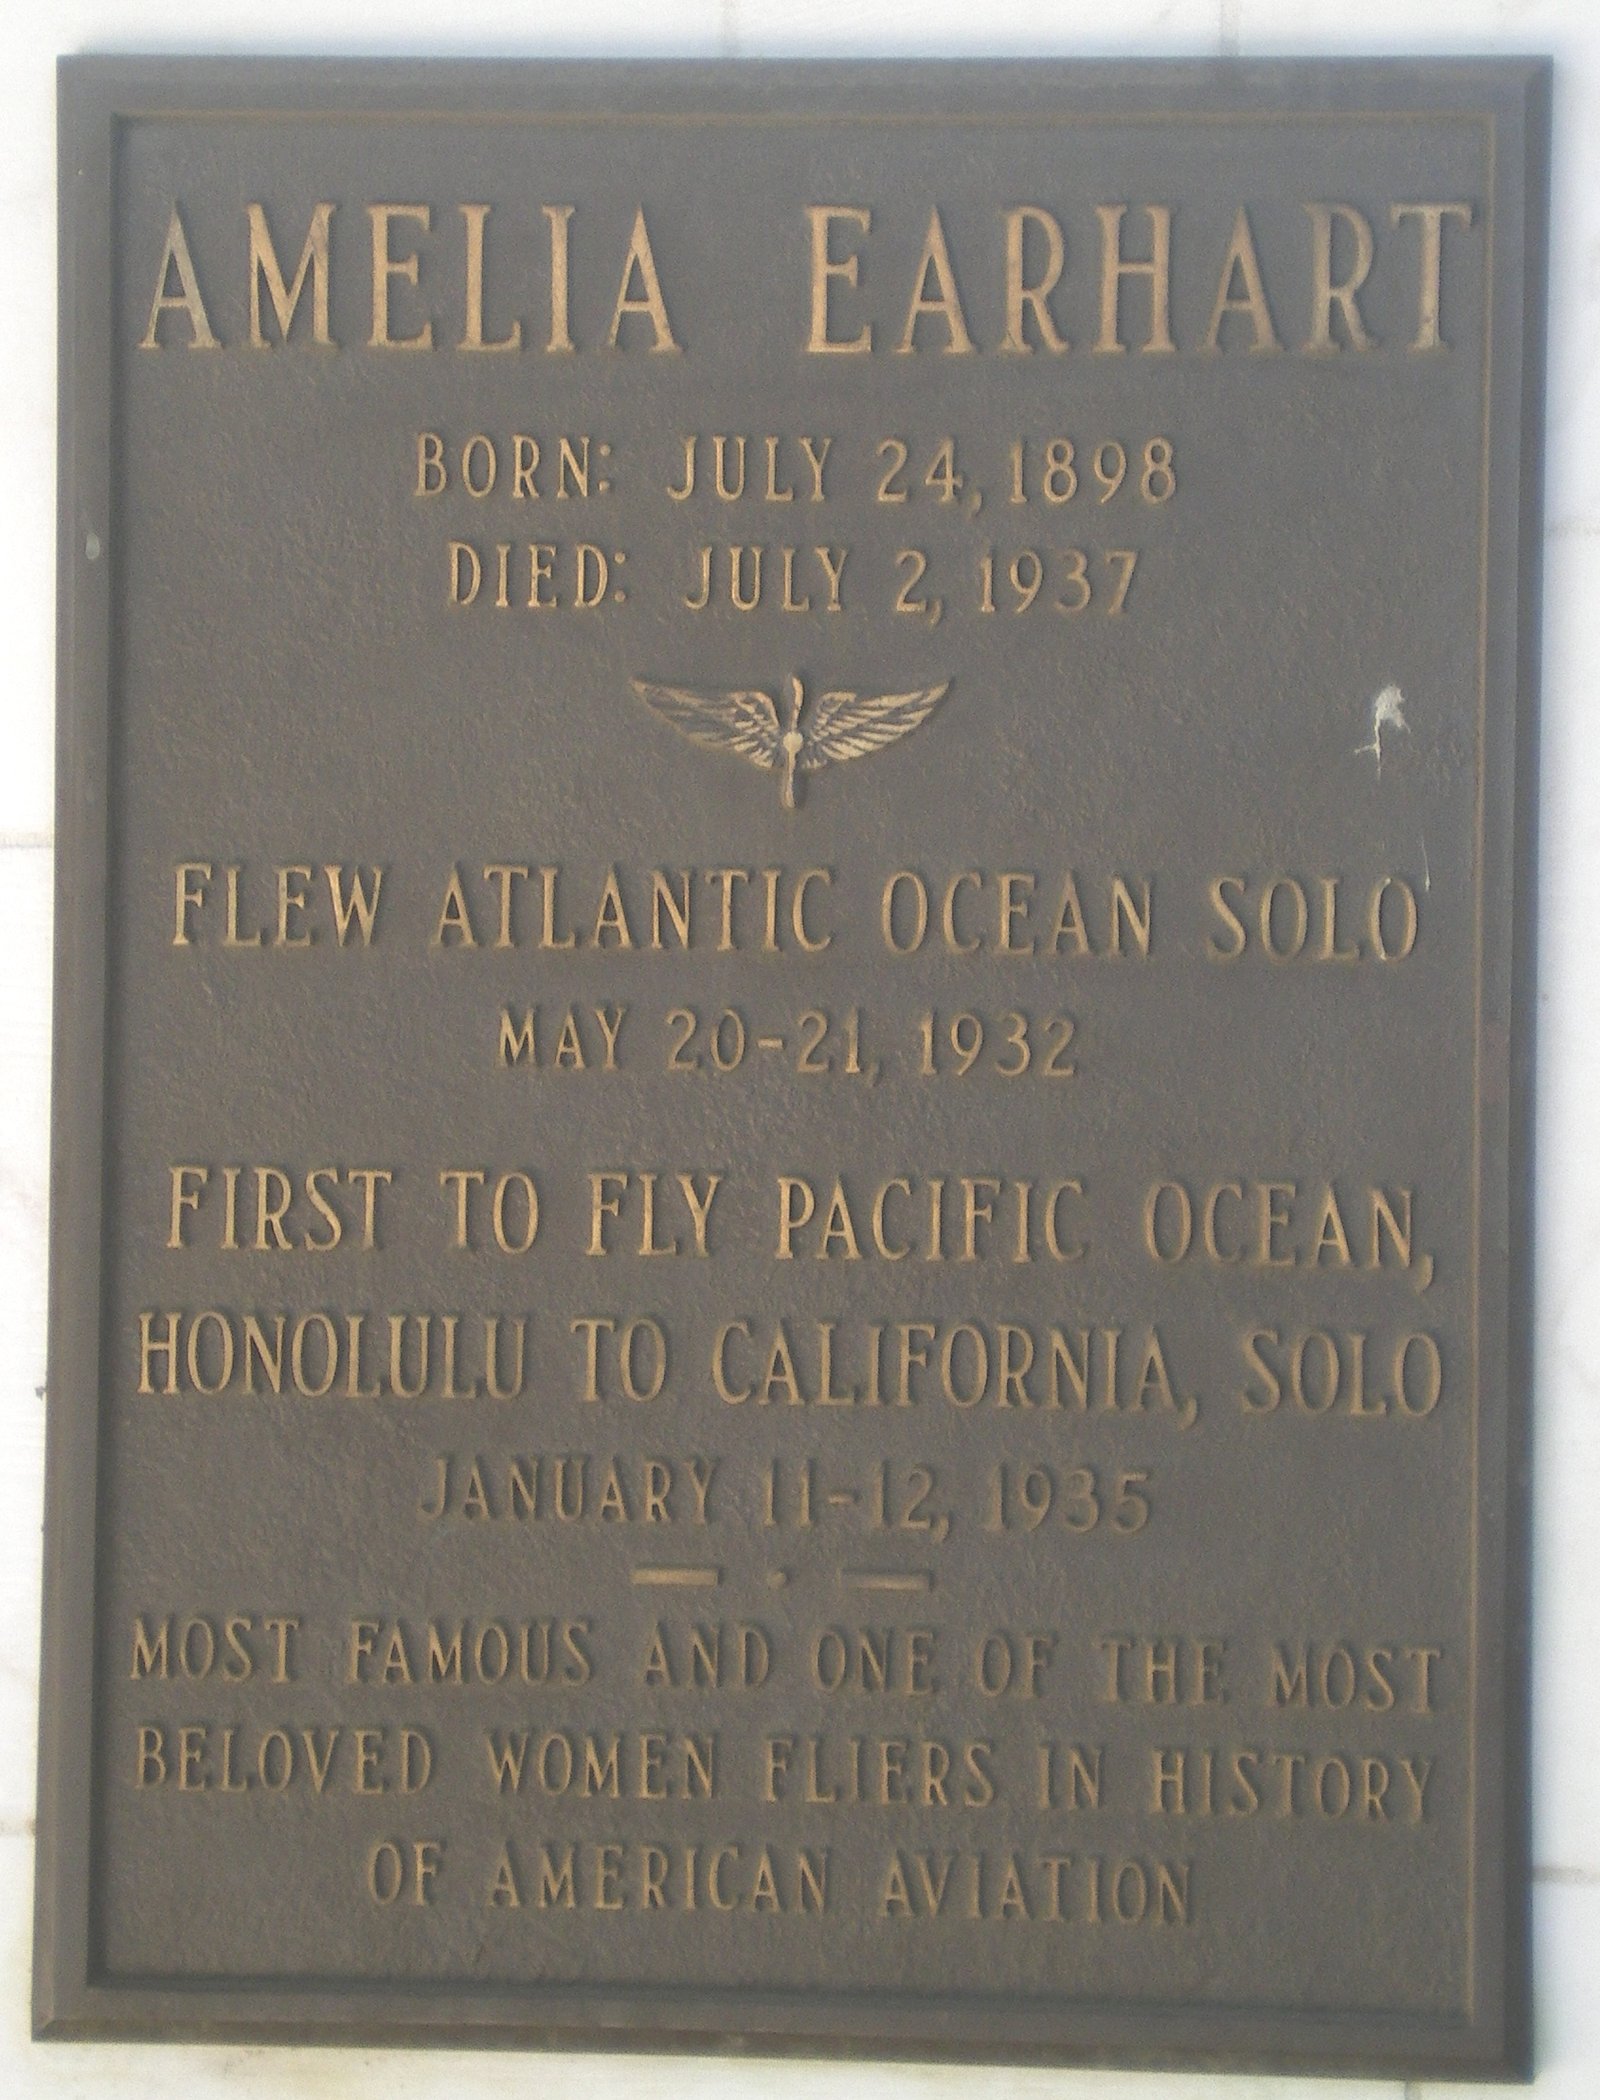 AMELIA EARHART
BORN: JULY 24, 1898
DIED: JULY 2, 1937
FLEW ATLANTIC OCEAN SOLO
MAY 20-21, 1932
FIRST TO FLY PACIFIC OCEAN,
HONOLULU TO CALIFORNIA, SOLO
JANUARY 11-12, 1935
MOST FAMOUS AND ONE OF THE MOST
BELOVED WOMEN FLIERS IN HISTORY
OF AMERICAN AVIATION